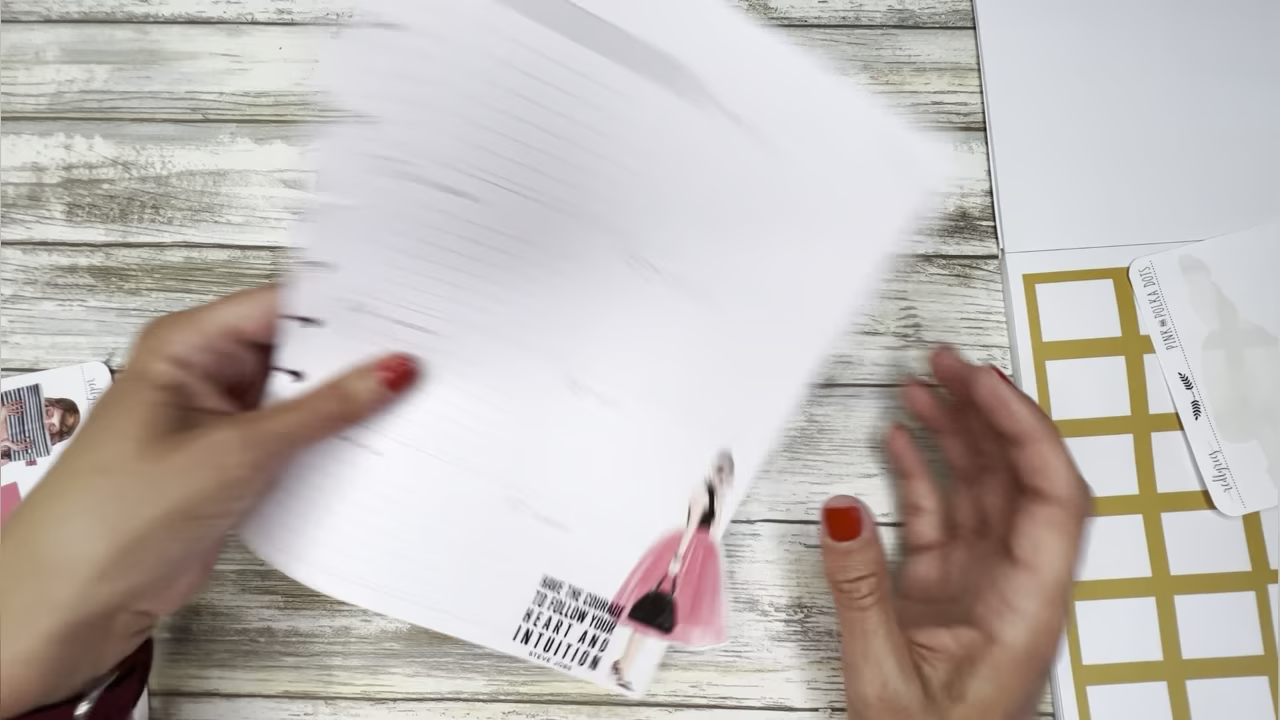 HAVE THE COURAGE
TO FOLLOW YOUR
HEART AND
INTUITION
STEVE JOBS
PINK POLKA DOTS